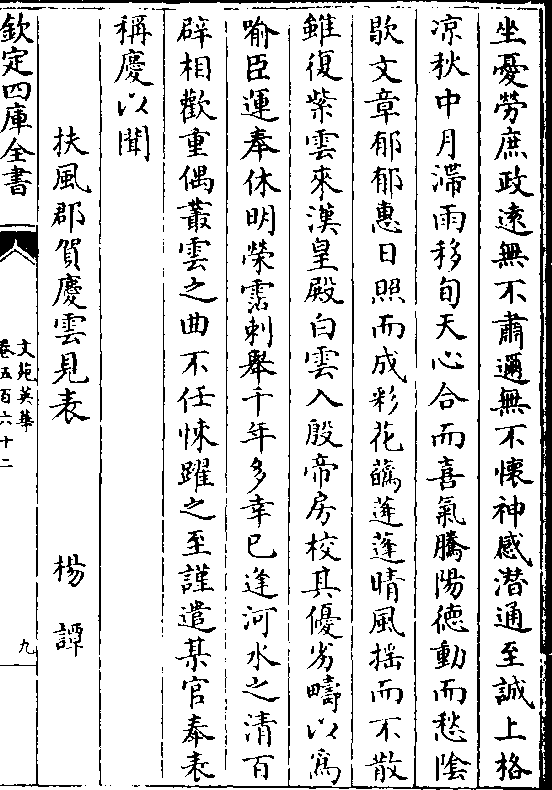 坐憂勞庶政遠無不肅邇無不懷神感潛通至誠上格
凉秋中月滯雨移旬天心合而喜氣騰陽德動而愁陰
歇文章郁郁惠日照而成彩花蘤蓬蓬晴風揺而不散
雖復紫雲來漢皇殿白雲入殷帝房校其優劣疇以為
喻臣運奉休明榮霑刺舉千年多幸已逢河水之清百
辟相歡重偶叢雲之曲不任悚躍之至謹遣某官奉表
稱慶以聞
扶風郡賀慶雲見表 楊譚
欽定四庫全書
文苑英華
卷五百六十二
九